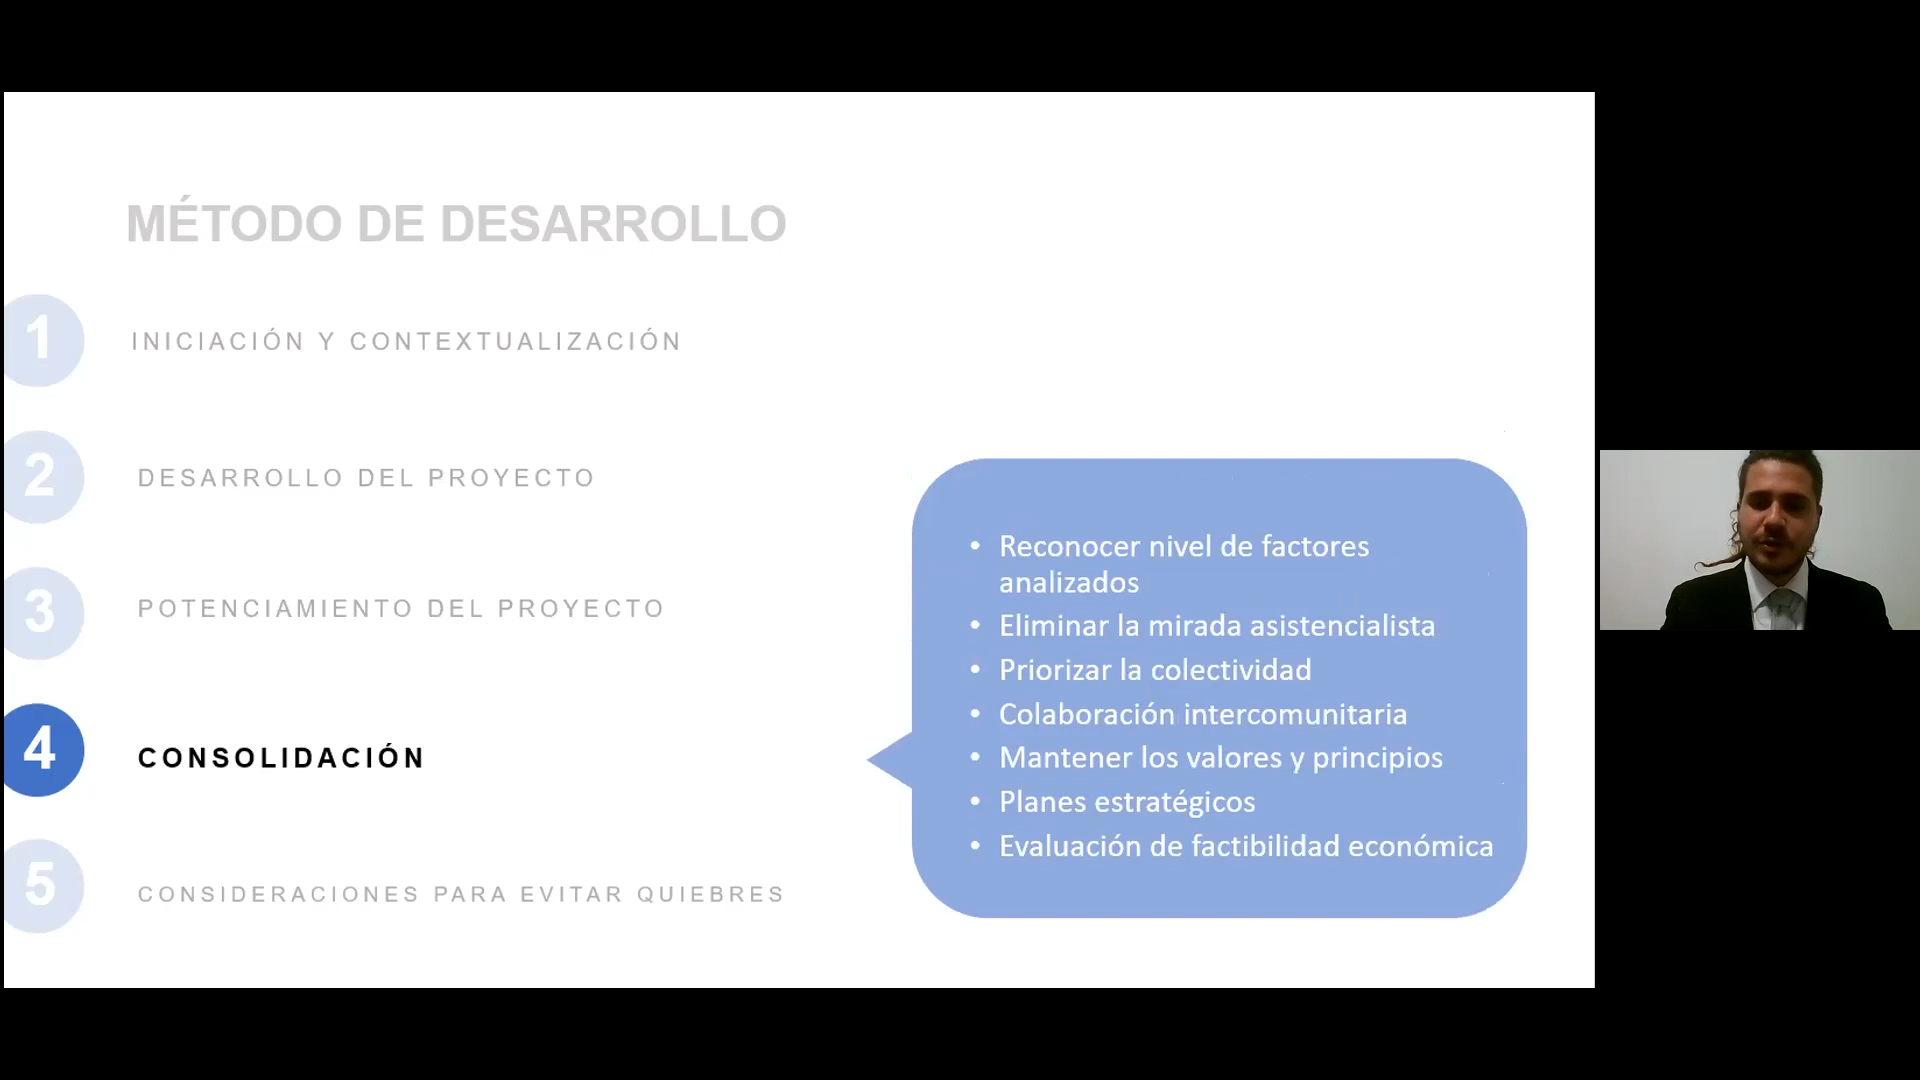 MÉTODO DE DESARROLLO
1
INICIACIÓN Y CONTEXTUALIZACIÓN
2
DESARROLLO DEL PROYECTO
3
POTENCIAMIENTO DEL PROYECTO
4
CONSOLIDACIÓN
5
CONSIDERACIONES PARA EVITAR QUIEBRES
• Reconocer nivel de factores
analizados
• Eliminar la mirada asistencialista
• Priorizar la colectividad
• Colaboración intercomunitaria
• Mantener los valores y principios
• Planes estratégicos
• Evaluación de factibilidad económica